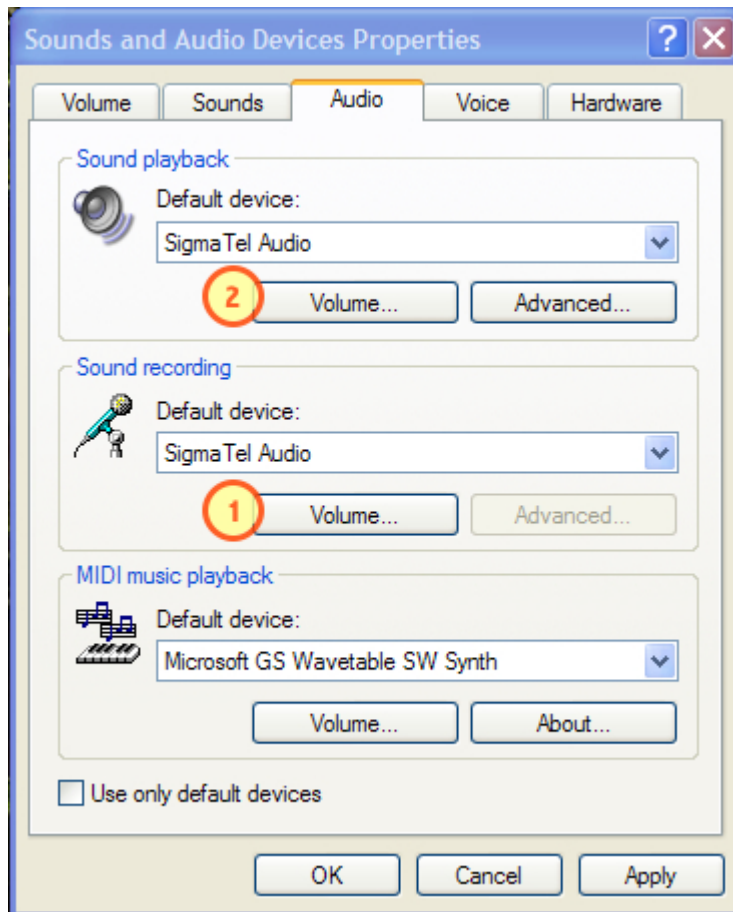 Sounds and Audio Devices Properties
Volume Sounds Audio Voice Hardware
Sound playback
Default device:
SigmaTel Audio
2 Volume... Advanced...
Sound recording
Default device:
SigmaTel Audio
1 Volume... Advanced...
MIDI music playback
Default device:
Microsoft GS Wavetable SW Synth
Volume... About...
Use only default devices
OK Cancel Apply